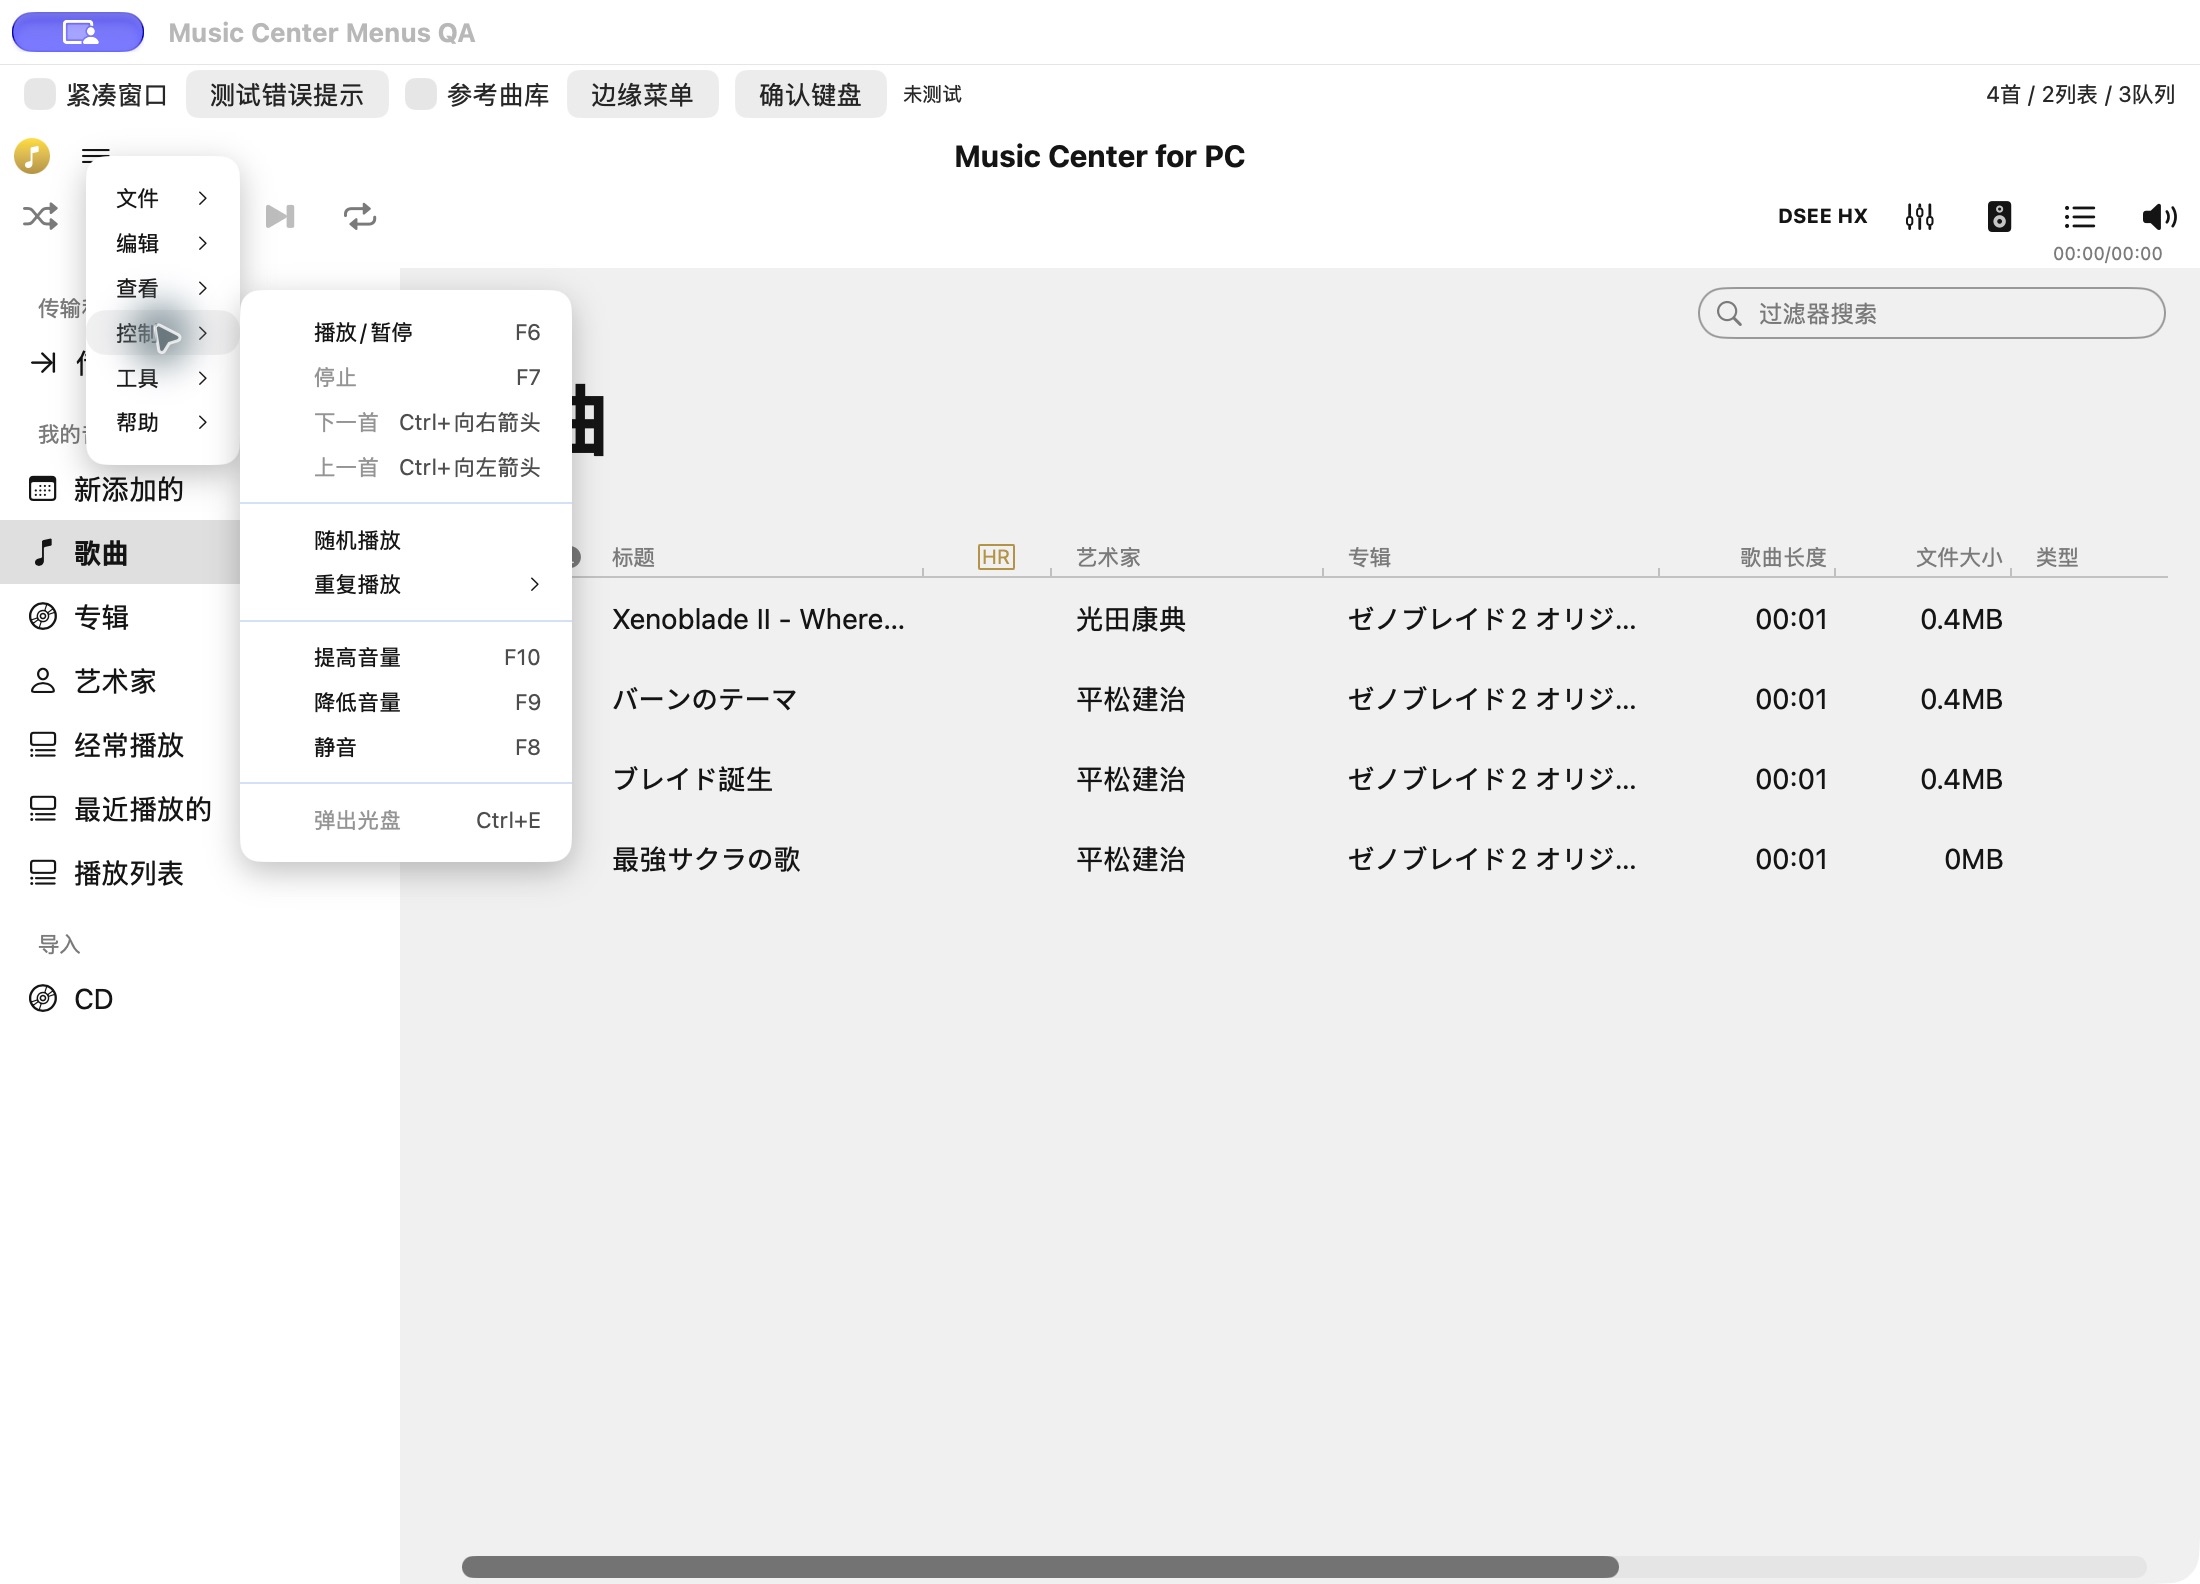 Music Center Menus QA
紧凑窗口 测试错误提示 参考曲库 边缘菜单 确认键盘 未测试 4首 / 2列表 / 3队列
Music Center for PC
DSEE HX
00:00/00:00
文件
编辑
查看
控制
工具
帮助
播放/暂停 F6
停止 F7
下一首 Ctrl+向右箭头
上一首 Ctrl+向左箭头
随机播放
重复播放
提高音量 F10
降低音量 F9
静音 F8
弹出光盘 Ctrl+E
传输
我的
新添加的
歌曲
专辑
艺术家
经常播放
最近播放的
播放列表
导入
CD
过滤器搜索
曲
标题 HR 艺术家 专辑 歌曲长度 文件大小 类型
Xenoblade II - Where... 光田康典 ゼノブレイド2 オリジ... 00:01 0.4MB
バーンのテーマ 平松建治 ゼノブレイド2 オリジ... 00:01 0.4MB
ブレイド誕生 平松建治 ゼノブレイド2 オリジ... 00:01 0.4MB
最強サクラの歌 平松建治 ゼノブレイド2 オリジ... 00:01 0MB